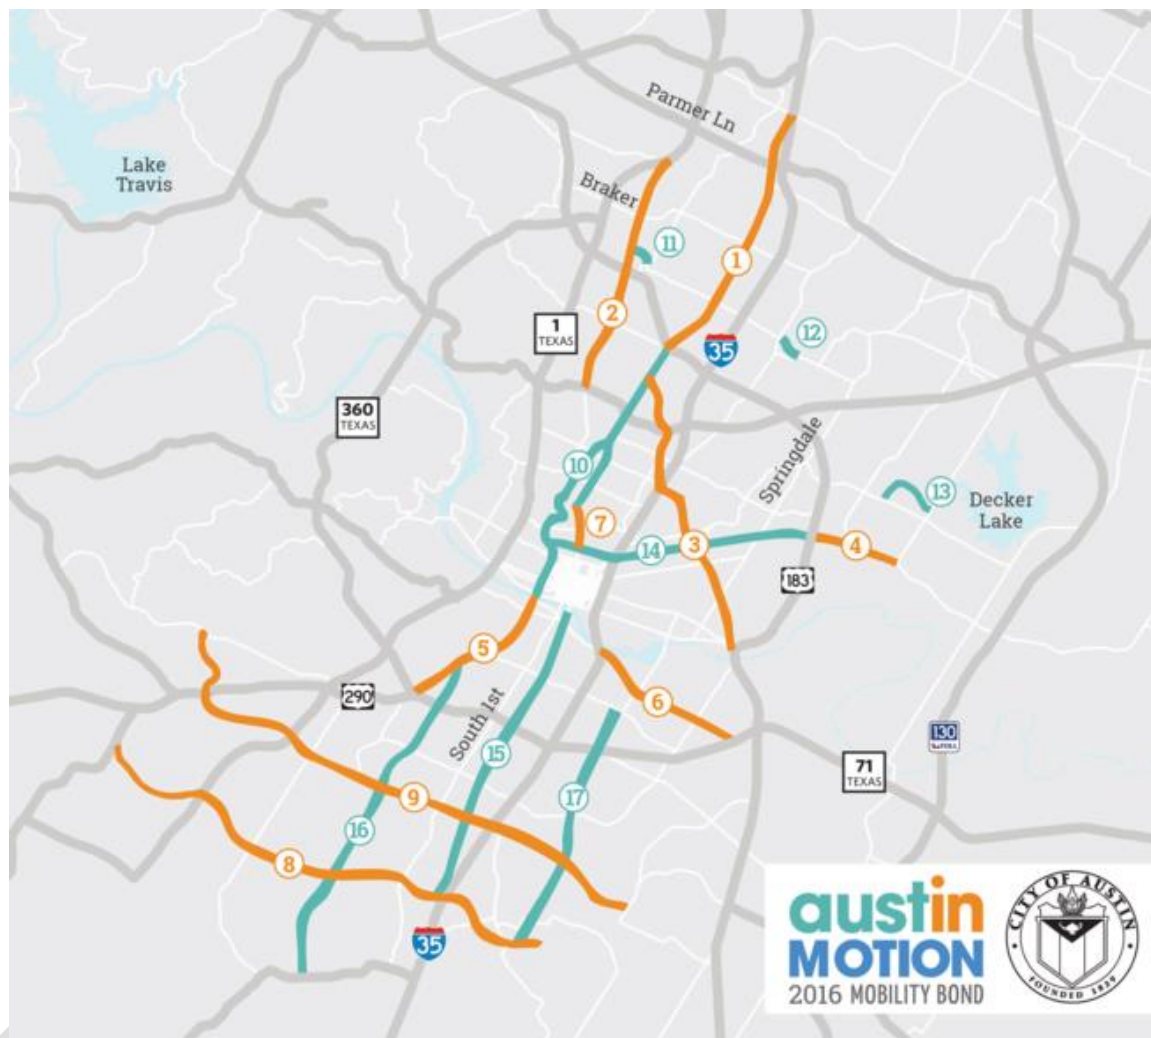 Parmer Ln
Lake
Travis
Braker
11
1
2
1
TEXAS
12
35
360
TEXAS
Springdale
10
13
Decker
Lake
7
3
14
4
183
5
290
6
South 1st
15
130
71
TEXAS
17
9
16
8
35
austin
MOTION
2016 MOBILITY BOND
CITY OF AUSTIN
FOUNDED 1839